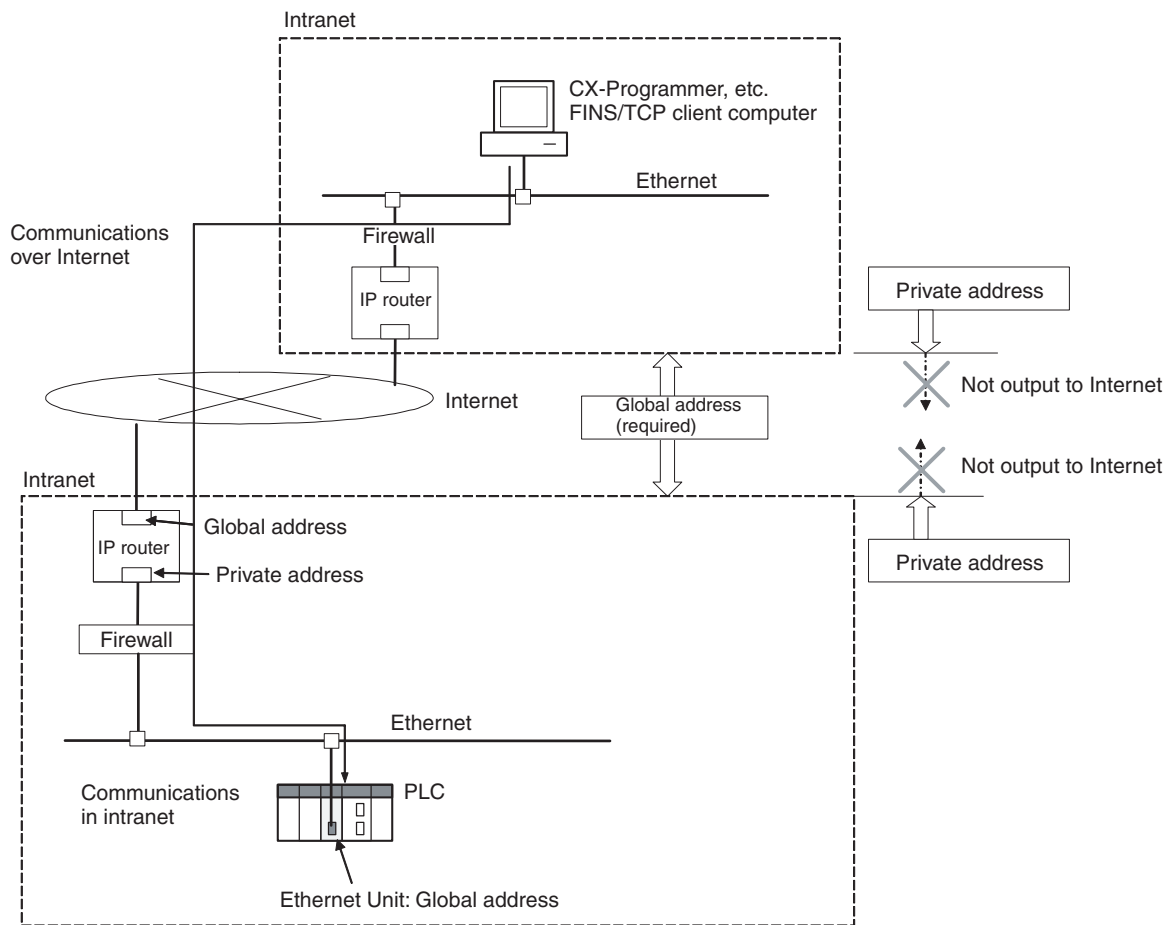 Intranet
CX-Programmer, etc.
FINS/TCP client computer
Ethernet
Communications
over Internet
Firewall
IP router
Private address
Internet
Global address
(required)
Not output to Internet
Not output to Internet
Intranet
Global address
IP router
Private address
Private address
Firewall
Ethernet
Communications
in intranet
PLC
Ethernet Unit: Global address